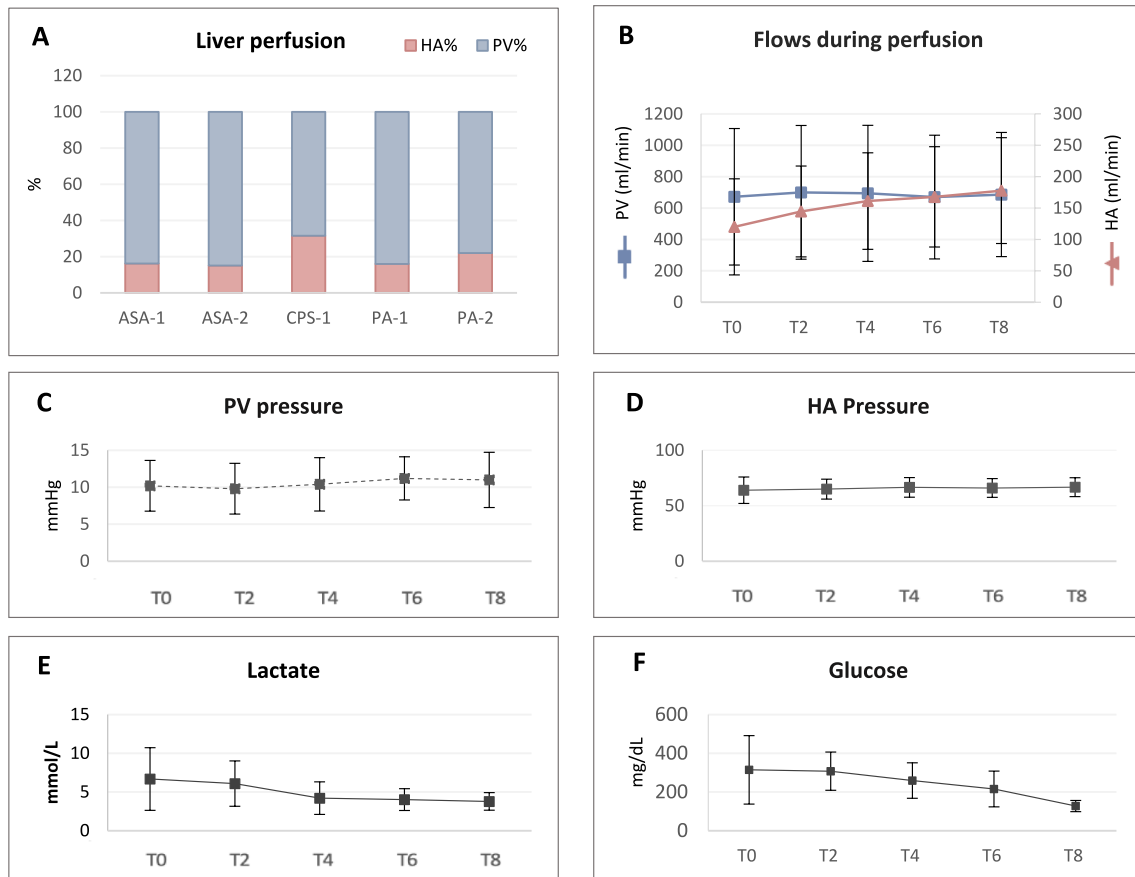 A
Liver perfusion
HA% PV%
120
100
80
60
40
20
0
%
ASA-1 ASA-2 CPS-1 PA-1 PA-2
B
Flows during perfusion
1200
1000
800
600
400
200
0
PV (ml/min)
300
250
200
150
100
50
0
HA (ml/min)
T0 T2 T4 T6 T8
C
PV pressure
15
10
5
0
mmHg
T0 T2 T4 T6 T8
D
HA Pressure
100
50
0
mmHg
T0 T2 T4 T6 T8
E
Lactate
15
10
5
0
mmol/L
T0 T2 T4 T6 T8
F
Glucose
600
400
200
0
mg/dL
T0 T2 T4 T6 T8